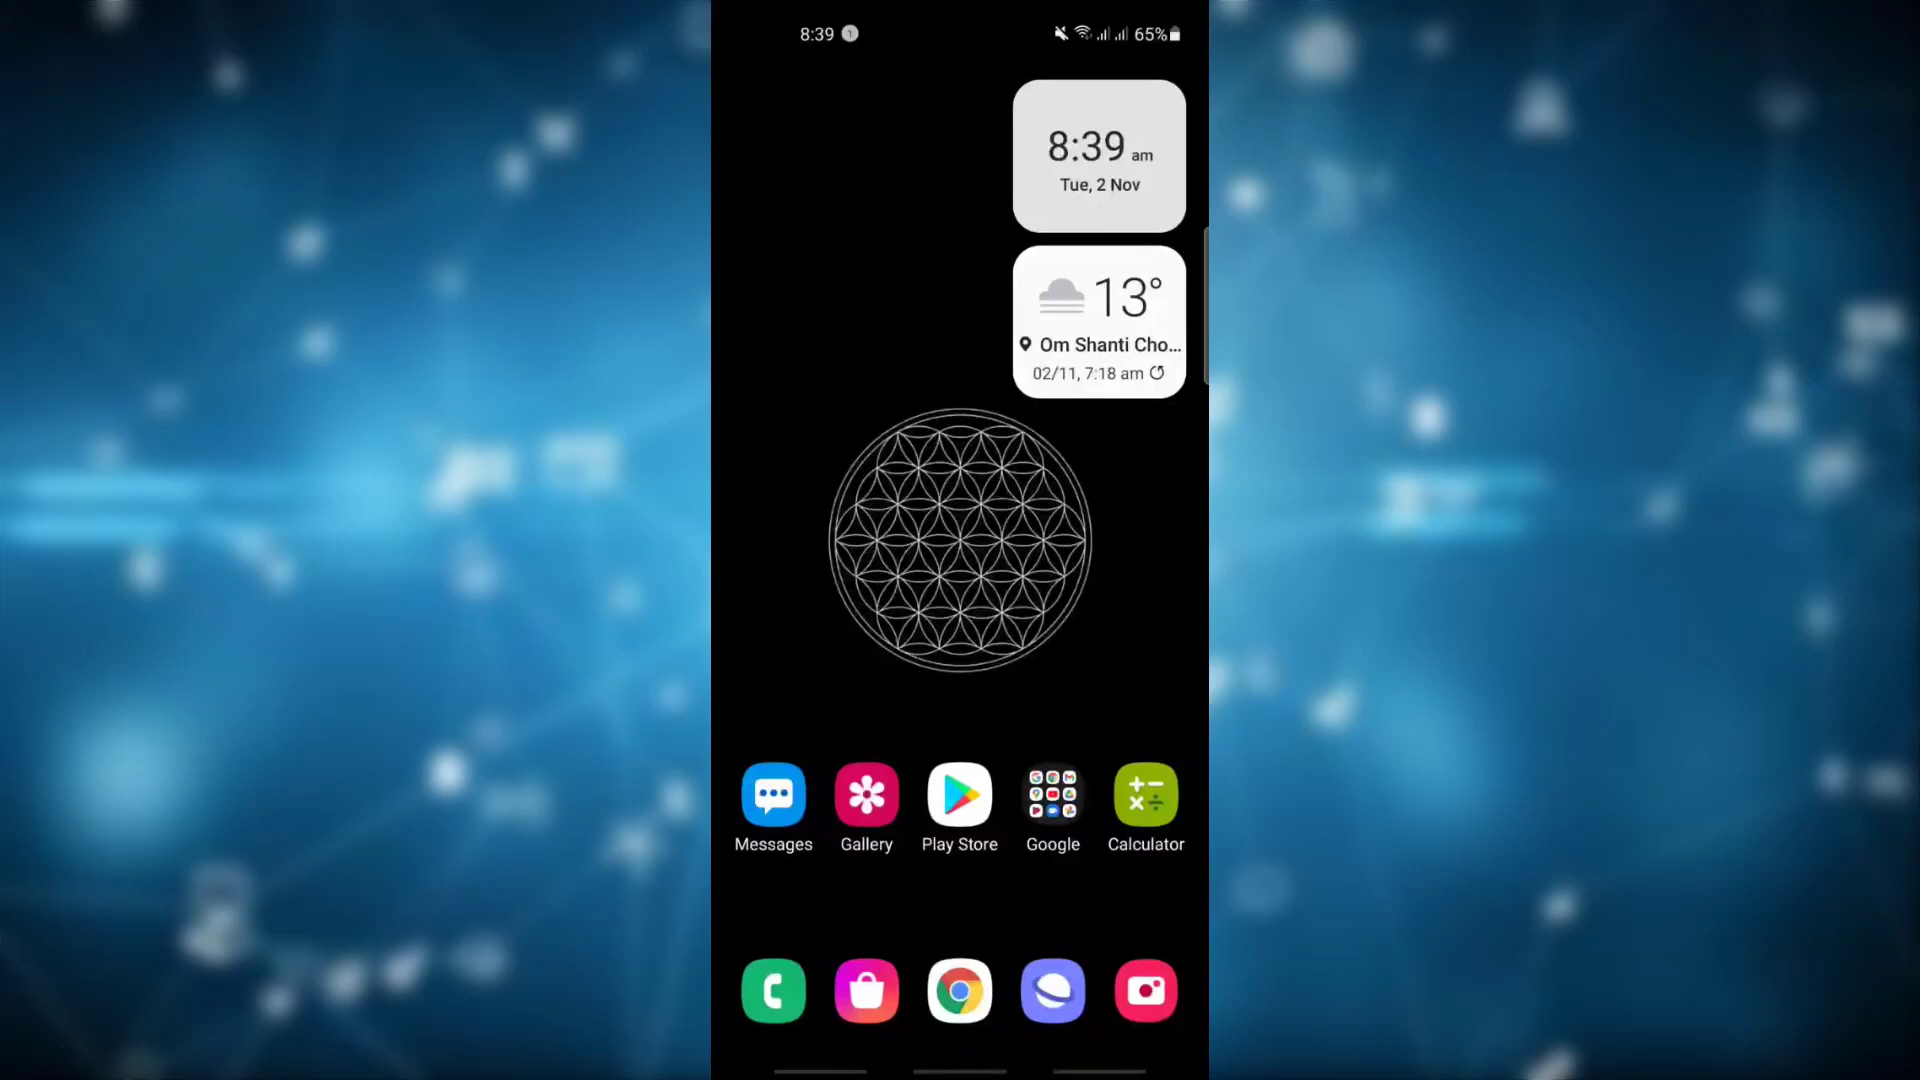 8:39 1 65%
8:39 am
Tue, 2 Nov
13°
Om Shanti Cho...
02/11, 7:18 am
Messages Gallery Play Store Google Calculator